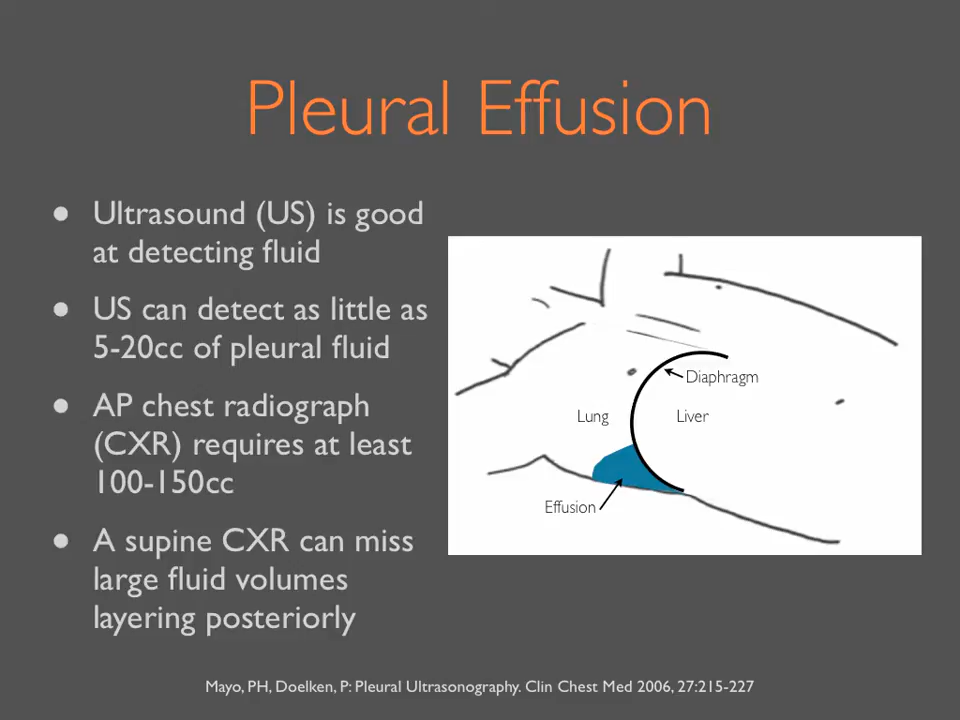 Pleural Effusion
● Ultrasound (US) is good
at detecting fluid
● US can detect as little as
5-20cc of pleural fluid
● AP chest radiograph
(CXR) requires at least
100-150cc
● A supine CXR can miss
large fluid volumes
layering posteriorly
Diaphragm
Lung
Liver
Effusion
Mayo, PH, Doelken, P: Pleural Ultrasonography. Clin Chest Med 2006, 27:215-227